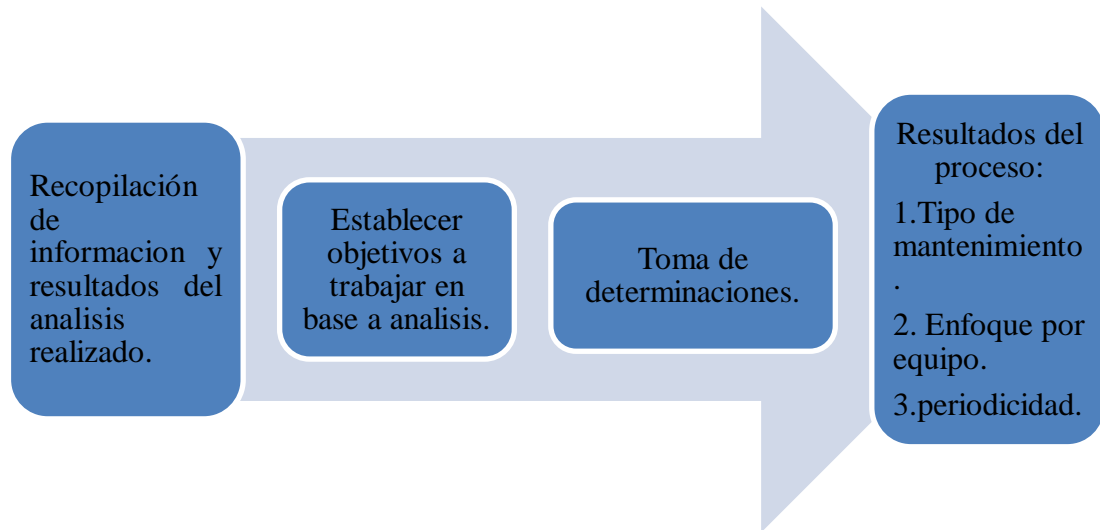 Recopilación
de
informacion y
resultados del
analisis
realizado.
Establecer
objetivos a
trabajar en
base a analisis.
Toma de
determinaciones.
Resultados del
proceso:
1.Tipo de
mantenimiento
.
2. Enfoque por
equipo.
3.periodicidad.